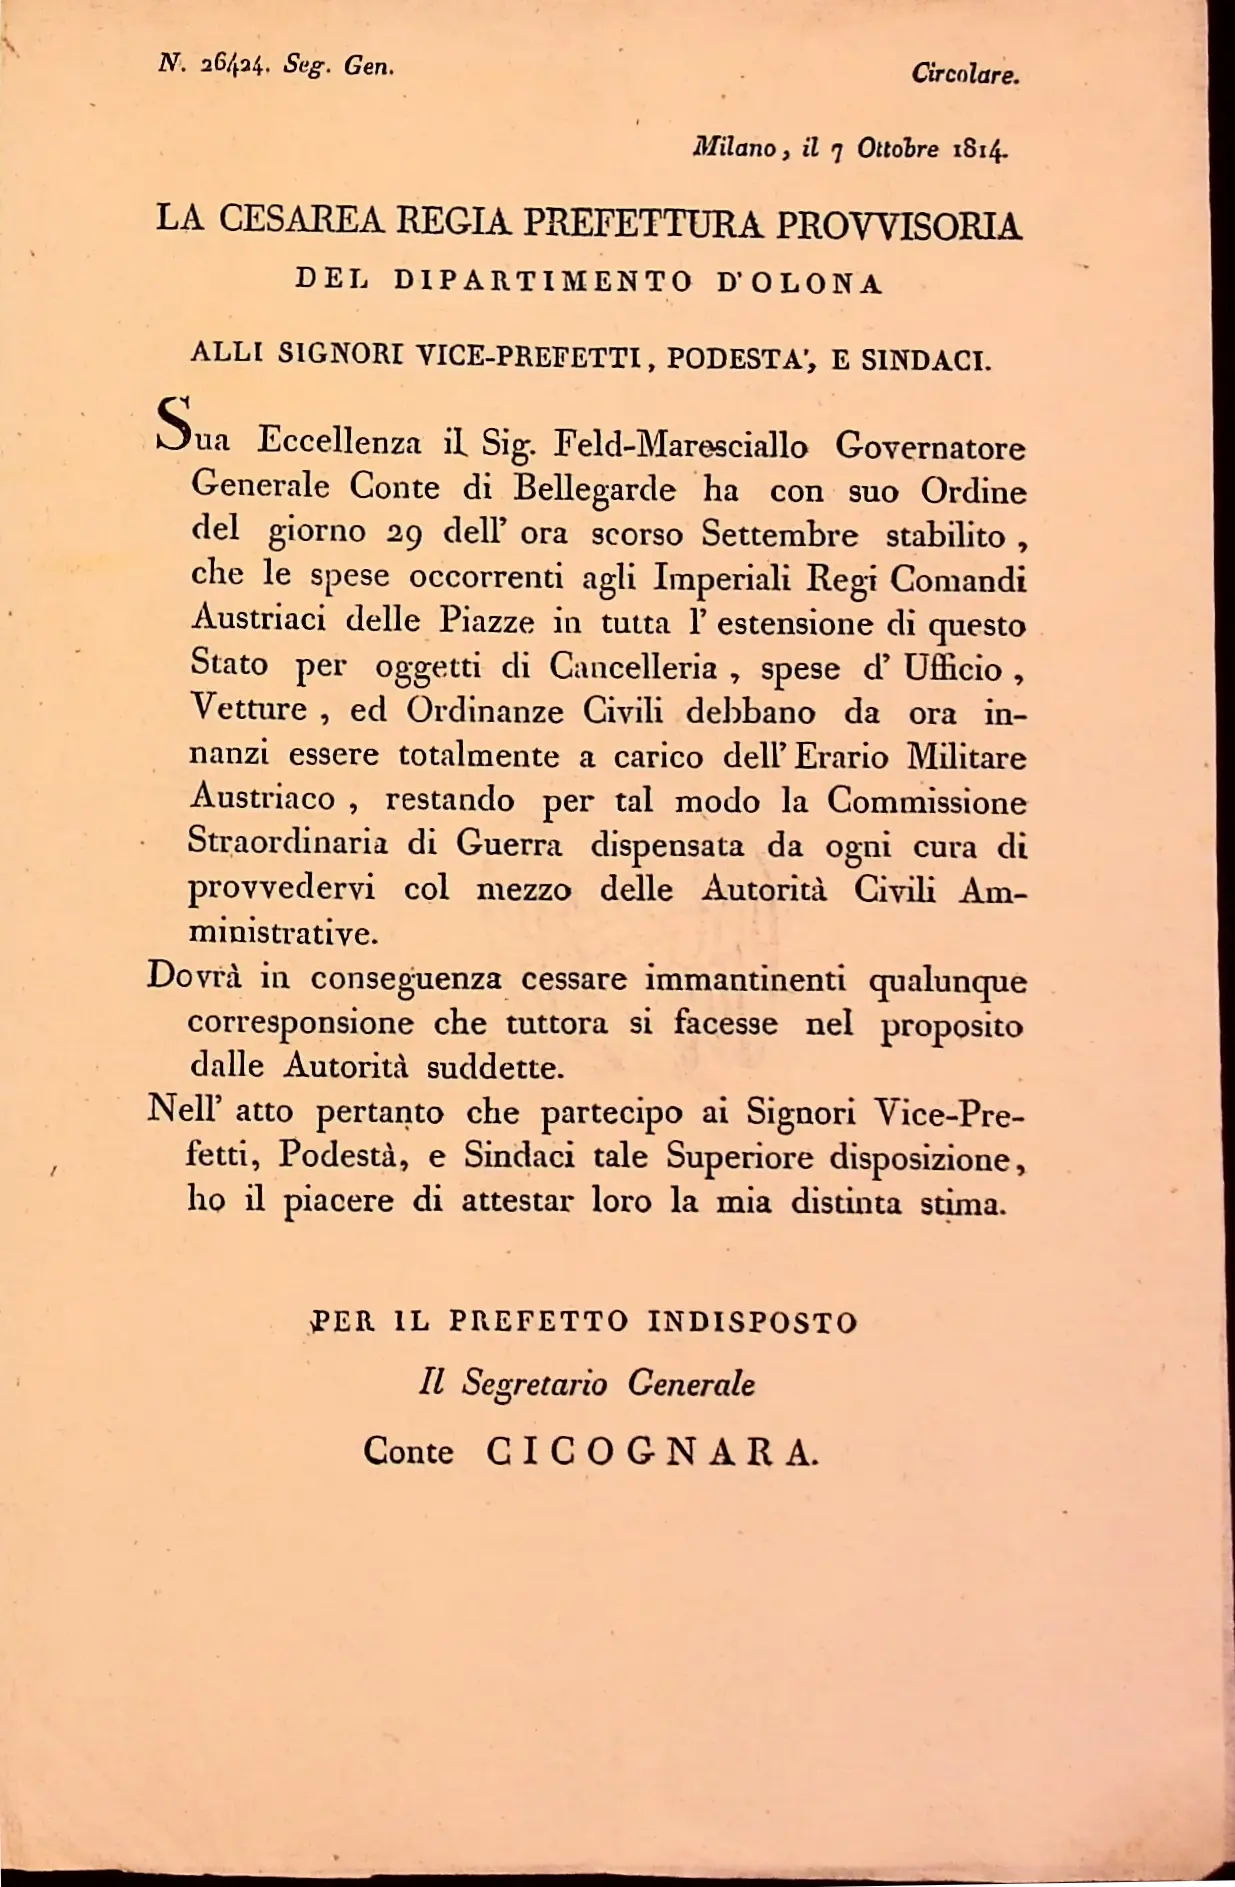 N. 26424. Seg. Gen.
Circolare.
Milano, il 7 Ottobre 1814.
LA CESAREA REGIA PREFETTURA PROVVISORIA
DEL DIPARTIMENTO D'OLONA
ALLI SIGNORI VICE-PREFETTI, PODESTA', E SINDACI.
Sua Eccellenza il Sig. Feld-Maresciallo Governatore
Generale Conte di Bellegarde ha con suo Ordine
del giorno 29 dell' ora scorso Settembre stabilito ,
che le spese occorrenti agli Imperiali Regi Comandi
Austriaci delle Piazze in tutta l' estensione di questo
Stato per oggetti di Cancelleria , spese d' Ufficio ,
Vetture , ed Ordinanze Civili debbano da ora in-
nanzi essere totalmente a carico dell' Erario Militare
Austriaco , restando per tal modo la Commissione
Straordinaria di Guerra dispensata da ogni cura di
provvedervi col mezzo delle Autorità Civili Am-
ministrative.
Dovrà in conseguenza cessare immantinenti qualunque
corresponsione che tuttora si facesse nel proposito
dalle Autorità suddette.
Nell' atto pertanto che partecipo ai Signori Vice-Pre-
fetti, Podestà, e Sindaci tale Superiore disposizione,
ho il piacere di attestar loro la mia distinta stima.
PER IL PREFETTO INDISPOSTO
Il Segretario Generale
Conte CICOGNARA.